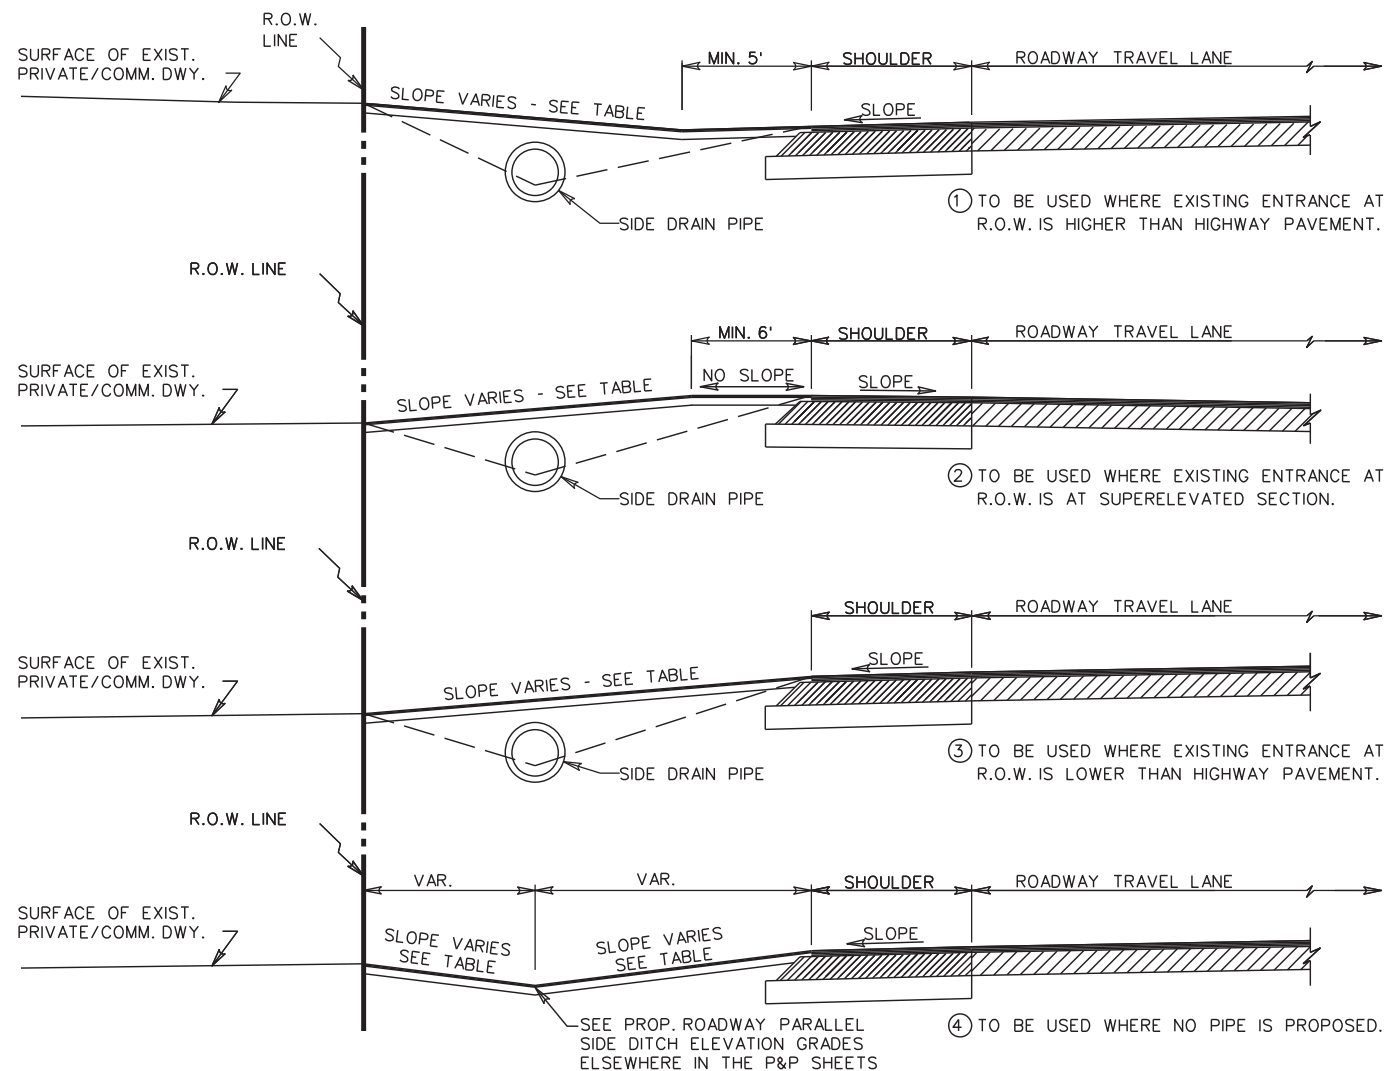 R.O.W.
LINE
SURFACE OF EXIST.
PRIVATE/COMM. DWY.
SLOPE VARIES - SEE TABLE
MIN. 5'
SHOULDER
ROADWAY TRAVEL LANE
SLOPE
SIDE DRAIN PIPE
1 TO BE USED WHERE EXISTING ENTRANCE AT
R.O.W. IS HIGHER THAN HIGHWAY PAVEMENT.
R.O.W. LINE
SURFACE OF EXIST.
PRIVATE/COMM. DWY.
SLOPE VARIES - SEE TABLE
MIN. 6'
SHOULDER
ROADWAY TRAVEL LANE
NO SLOPE
SLOPE
SIDE DRAIN PIPE
2 TO BE USED WHERE EXISTING ENTRANCE AT
R.O.W. IS AT SUPERELEVATED SECTION.
R.O.W. LINE
SURFACE OF EXIST.
PRIVATE/COMM. DWY.
SLOPE VARIES - SEE TABLE
SHOULDER
ROADWAY TRAVEL LANE
SLOPE
SIDE DRAIN PIPE
3 TO BE USED WHERE EXISTING ENTRANCE AT
R.O.W. IS LOWER THAN HIGHWAY PAVEMENT.
R.O.W. LINE
VAR.
VAR.
SHOULDER
ROADWAY TRAVEL LANE
SURFACE OF EXIST.
PRIVATE/COMM. DWY.
SLOPE VARIES
SEE TABLE
SLOPE VARIES
SEE TABLE
SLOPE
SEE PROP. ROADWAY PARALLEL
SIDE DITCH ELEVATION GRADES
ELSEWHERE IN THE P&P SHEETS
4 TO BE USED WHERE NO PIPE IS PROPOSED.